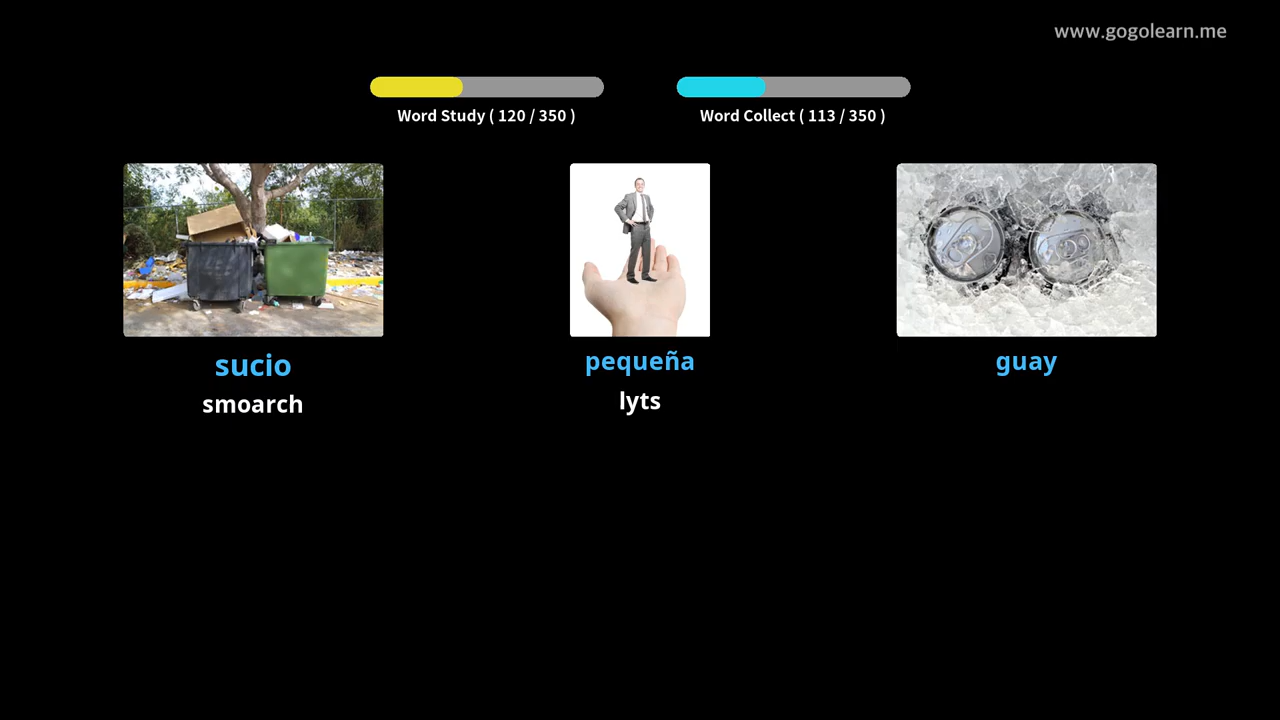 www.gogolearn.me
Word Study ( 120 / 350 )
Word Collect ( 113 / 350 )
sucio
smoarch
pequeña
lyts
guay